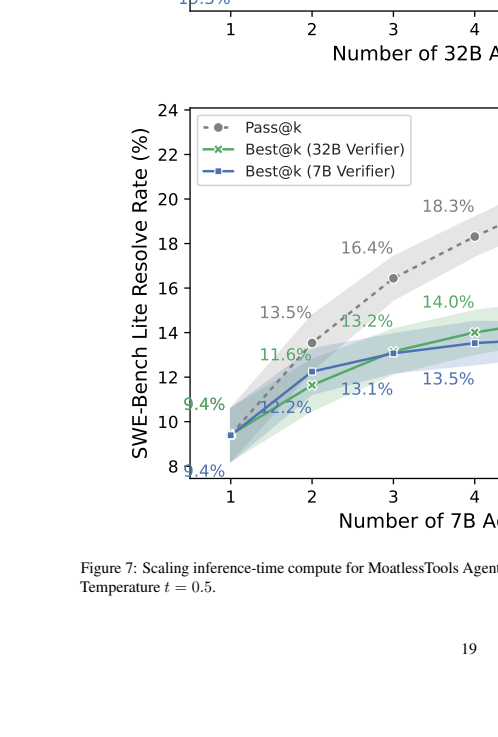 1 2 3 4
Number of 32B A
SWE-Bench Lite Resolve Rate (%)
24
22
20
18
16
14
12
10
8
Pass@k
Best@k (32B Verifier)
Best@k (7B Verifier)
18.3%
16.4%
13.5%
14.0%
13.2%
11.6%
9.4%
13.5%
13.1%
12.2%
9.4%
1 2 3 4
Number of 7B A
Figure 7: Scaling inference-time compute for MoatlessTools Agent
Temperature t = 0.5.
19